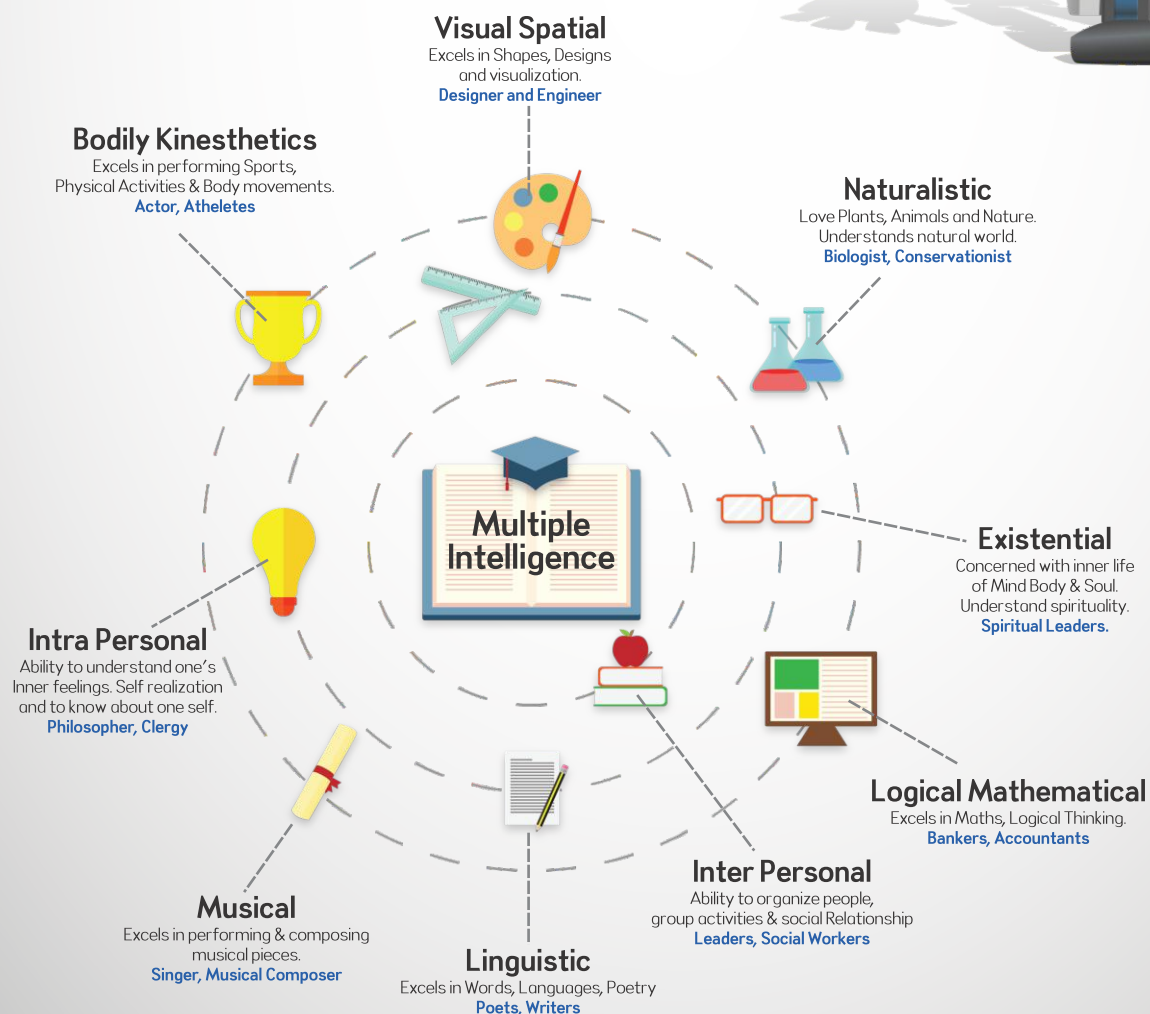 Visual Spatial
Excels in Shapes, Designs
and visualization.
Designer and Engineer
Bodily Kinesthetics
Excels in performing Sports,
Physical Activities & Body movements.
Actor, Atheletes
Naturalistic
Love Plants, Animals and Nature.
Understands natural world.
Biologist, Conservationist
Multiple
Intelligence
Existential
Concerned with inner life
of Mind Body & Soul.
Understand spirituality.
Spiritual Leaders.
Intra Personal
Ability to understand one's
Inner feelings. Self realization
and to know about one self.
Philosopher, Clergy
Logical Mathematical
Excels in Maths, Logical Thinking.
Bankers, Accountants
Inter Personal
Ability to organize people,
group activities & social Relationship
Leaders, Social Workers
Musical
Excels in performing & composing
musical pieces.
Singer, Musical Composer
Linguistic
Excels in Words, Languages, Poetry
Poets, Writers